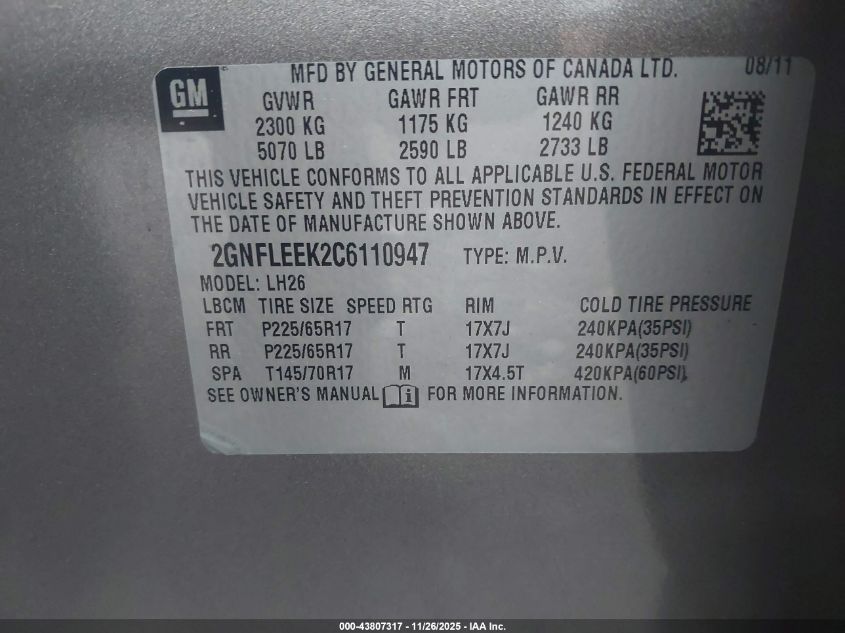 GM
MFD BY GENERAL MOTORS OF CANADA LTD. 08/11
GVWR GAWR FRT GAWR RR
2300 KG 1175 KG 1240 KG
5070 LB 2590 LB 2733 LB
THIS VEHICLE CONFORMS TO ALL APPLICABLE U.S. FEDERAL MOTOR
VEHICLE SAFETY AND THEFT PREVENTION STANDARDS IN EFFECT ON
THE DATE OF MANUFACTURE SHOWN ABOVE.
2GNFLEEK2C6110947 TYPE: M.P.V.
MODEL: LH26
LBCM TIRE SIZE SPEED RTG RIM COLD TIRE PRESSURE
FRT P225/65R17 T 17X7J 240KPA(35PSI)
RR P225/65R17 T 17X7J 240KPA(35PSI)
SPA T145/70R17 M 17X4.5T 420KPA(60PSI)
SEE OWNER'S MANUAL FOR MORE INFORMATION.
000-43807317 - 11/26/2025 - IAA Inc.